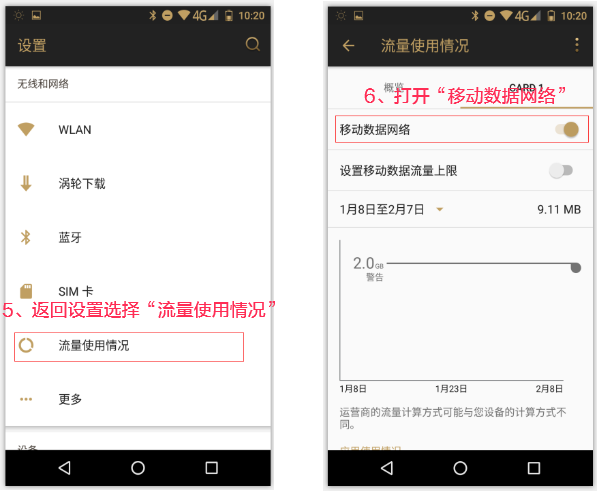 4G 10:20
设置
无线和网络
WLAN
涡轮下载
蓝牙
SIM 卡
5、返回设置选择“流量使用情况”
流量使用情况
更多
设备
4G 10:20
流量使用情况
概览 CARD 1
6、打开“移动数据网络”
移动数据网络
设置移动数据流量上限
1月8日至2月7日 9.11 MB
2.0GB
警告
1月8日 1月23日 2月8日
运营商的流量计算方式可能与您设备的计算方式不
同。
应用使用情况